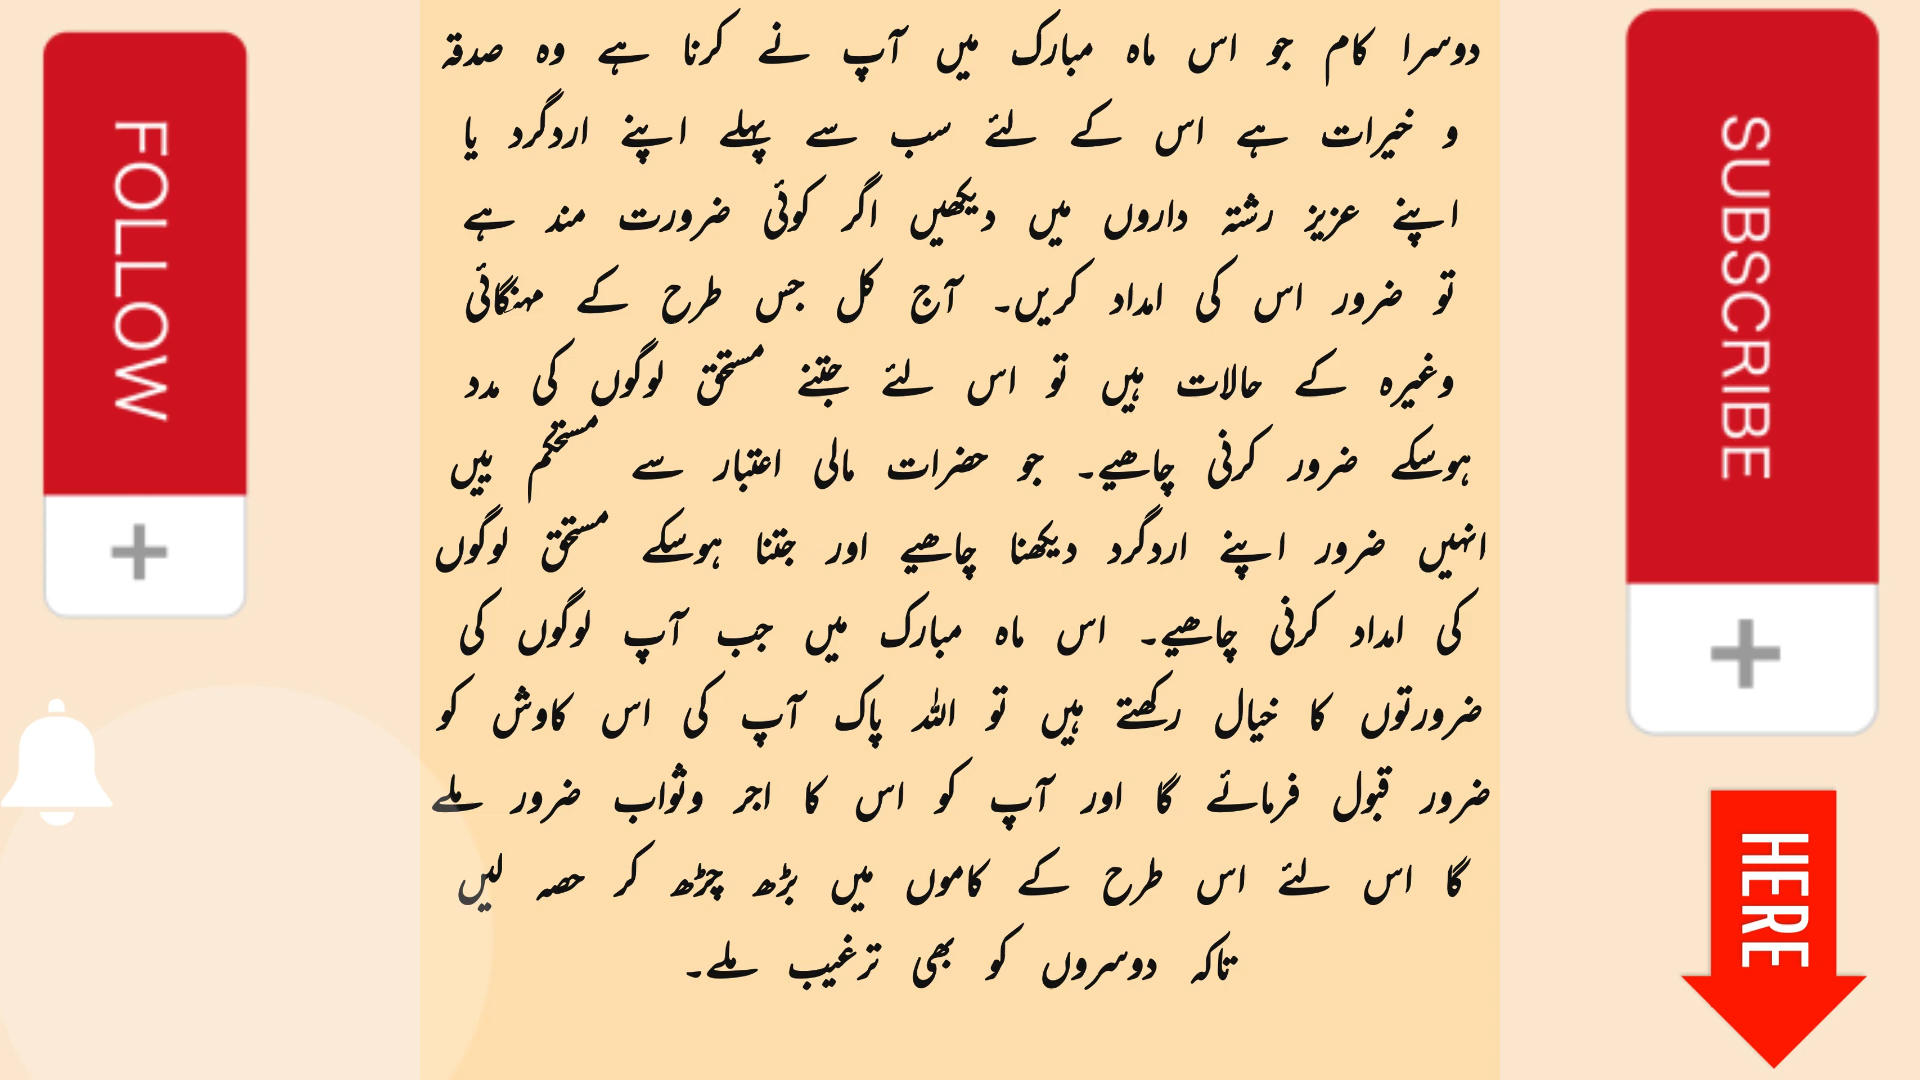 دوسرا کام جو اس ماہ مبارک میں آپ نے کرنا ہے وہ صدقہ
و خیرات ہے اس کے لئے سب سے پہلے اپنے اردگرد یا
اپنے عزیز رشتہ داروں میں دیکھیں اگر کوئی ضرورت مند ہے
تو ضرور اس کی امداد کریں۔ آج کل جس طرح کے مہنگائی
وغیرہ کے حالات ہیں تو اس لئے جتنے مستحق لوگوں کی مدد
ہوسکے ضرور کرنی چاھیے۔ جو حضرات مالی اعتبار سے مستحکم ہیں
انہیں ضرور اپنے اردگرد دیکھنا چاھیے اور جتنا ہوسکے مستحق لوگوں
کی امداد کرنی چاھیے۔ اس ماہ مبارک میں جب آپ لوگوں کی
ضرورتوں کا خیال رکھتے ہیں تو اللہ پاک آپ کی اس کاوش کو
ضرور قبول فرمائے گا اور آپ کو اس کا اجر وثواب ضرور ملے
گا اس لئے اس طرح کے کاموں میں بڑھ چڑھ کر حصہ لیں
تاکہ دوسروں کو بھی ترغیب ملے۔
FOLLOW
SUBSCRIBE
HERE